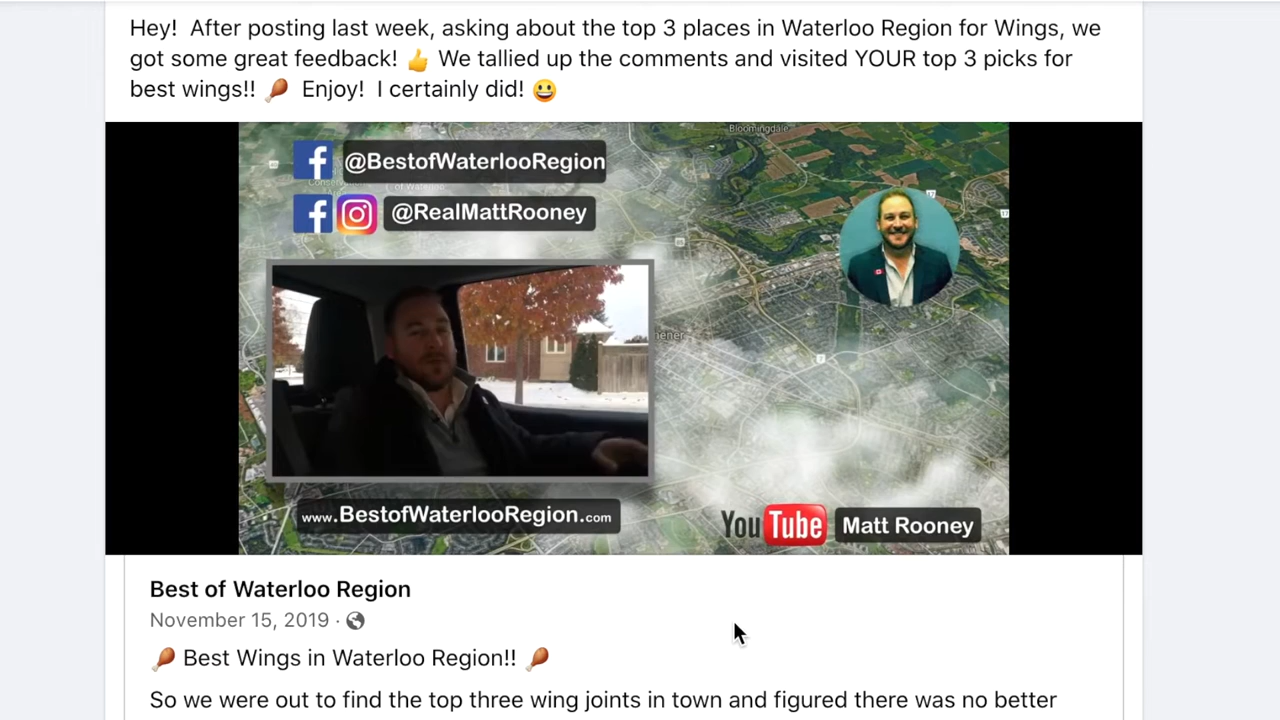 Hey! After posting last week, asking about the top 3 places in Waterloo Region for Wings, we
got some great feedback! 👍 We tallied up the comments and visited YOUR top 3 picks for
best wings!! 🍗 Enjoy! I certainly did! 😀
Bloomingdale
@BestofWaterlooRegion
of Waterloo
@RealMattRooney
www.BestofWaterlooRegion.com
YouTube Matt Rooney
Best of Waterloo Region
November 15, 2019 ·
🍗 Best Wings in Waterloo Region!! 🍗
So we were out to find the top three wing joints in town and figured there was no better